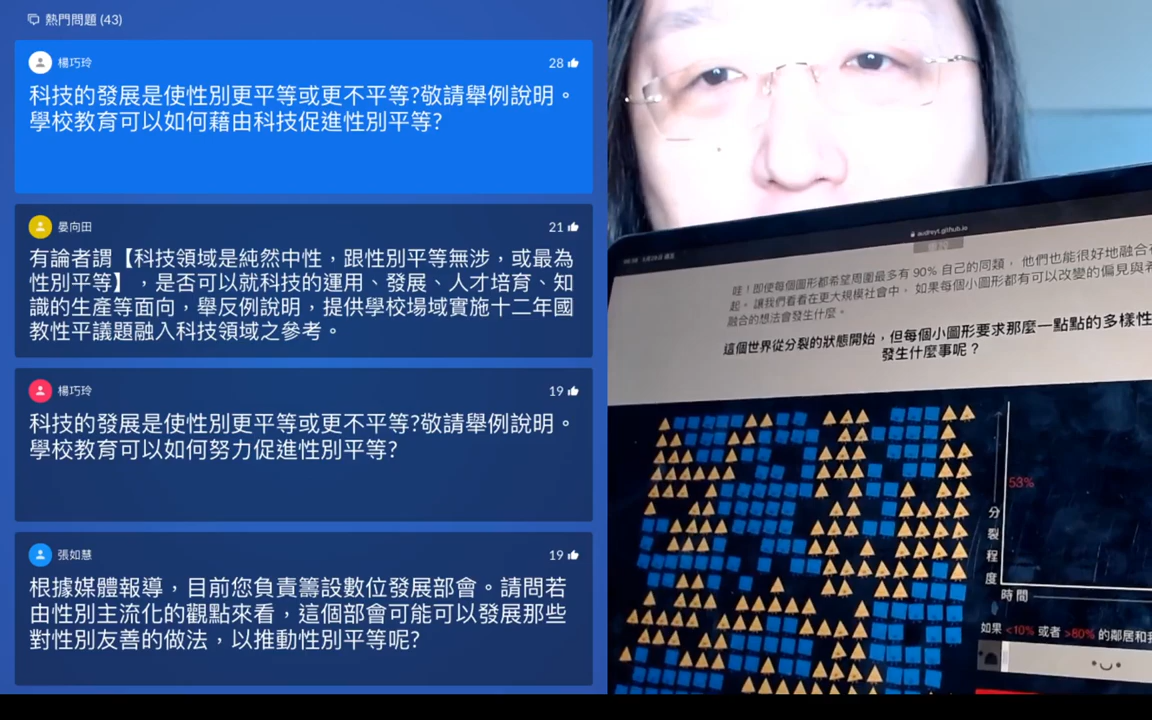 熱門問題 (43)
楊巧玲
28
科技的發展是使性別更平等或更不平等?敬請舉例說明。
學校教育可以如何藉由科技促進性別平等?
晏向田
21
有論者謂【科技領域是純然中性，跟性別平等無涉，或最為
性別平等】，是否可以就科技的運用、發展、人才培育、知
識的生產等面向，舉反例說明，提供學校場域實施十二年國
教性平議題融入科技領域之參考。
楊巧玲
19
科技的發展是使性別更平等或更不平等?敬請舉例說明。
學校教育可以如何努力促進性別平等?
張如慧
19
根據媒體報導，目前您負責籌設數位發展部會。請問若
由性別主流化的觀點來看，這個部會可能可以發展那些
對性別友善的做法，以推動性別平等呢?
audreyt.github.io
哇！即使每個圖形都希望周圍最多有 90% 自己的同類， 他們也能很好地融合在
起。 讓我們看看在更大規模社會中， 如果每個小圖形都有可以改變的偏見與希
融合的想法會發生什麼。
這個世界從分裂的狀態開始，但每個小圖形要求那麼一點點的多樣性
發生什麼事呢？
53%
分裂程度
時間
如果 <10% 或者 >80% 的鄰居和我